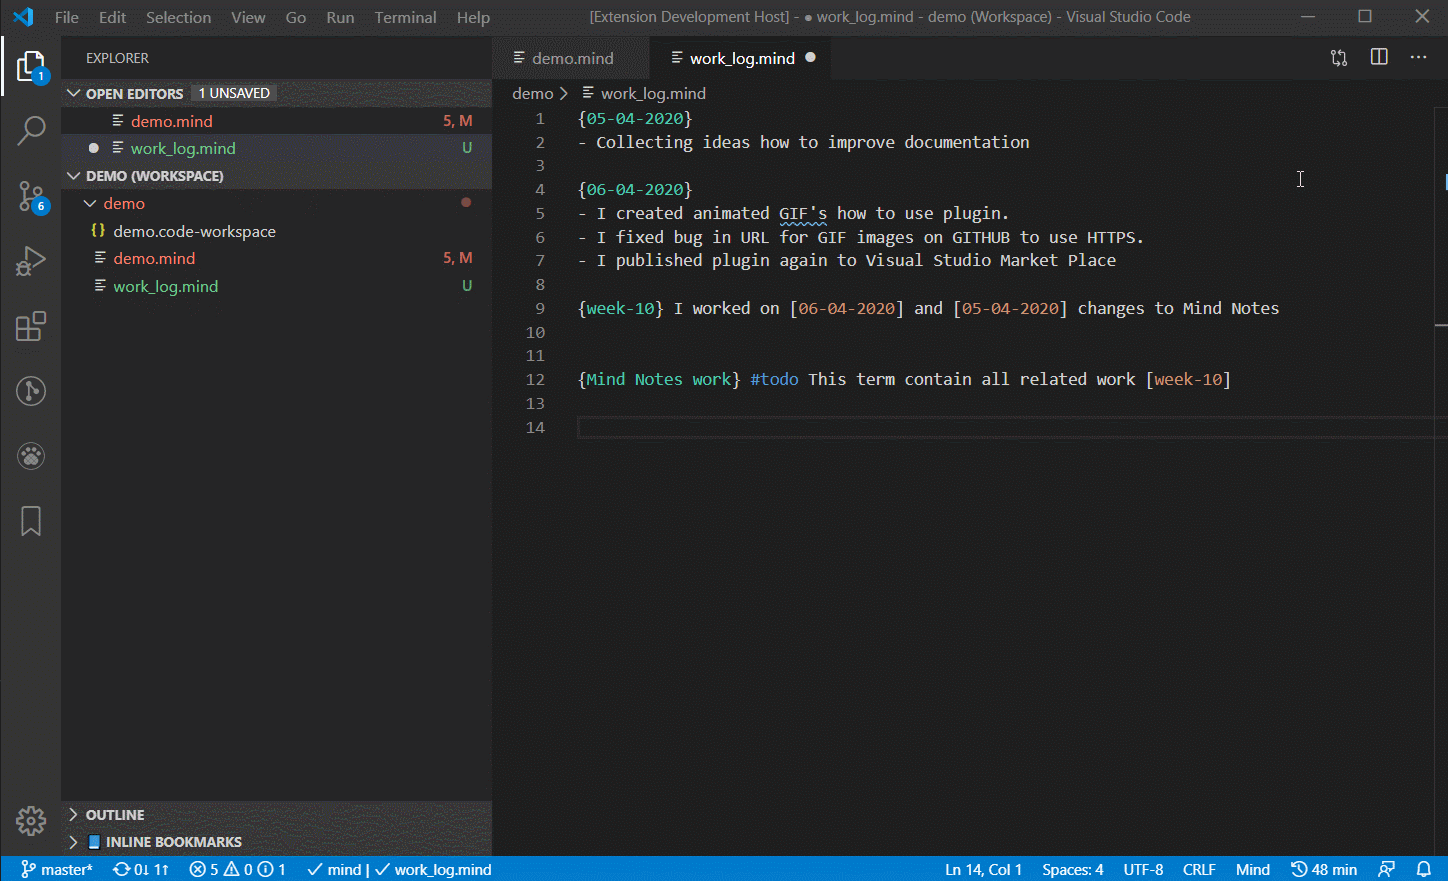 File Edit Selection View Go Run Terminal Help [Extension Development Host] - ● work_log.mind - demo (Workspace) - Visual Studio Code
EXPLORER
OPEN EDITORS 1 UNSAVED
demo.mind 5, M
work_log.mind U
DEMO (WORKSPACE)
demo
{} demo.code-workspace
demo.mind 5, M
work_log.mind U
OUTLINE
INLINE BOOKMARKS
1
6
demo.mind work_log.mind ●
demo > work_log.mind
1 {05-04-2020}
2 - Collecting ideas how to improve documentation
3
4 {06-04-2020}
5 - I created animated GIF's how to use plugin.
6 - I fixed bug in URL for GIF images on GITHUB to use HTTPS.
7 - I published plugin again to Visual Studio Market Place
8
9 {week-10} I worked on [06-04-2020] and [05-04-2020] changes to Mind Notes
10
11
12 {Mind Notes work} #todo This term contain all related work [week-10]
13
14
master* 0↓ 1↑ 5 0 1 ✓ mind | ✓ work_log.mind Ln 14, Col 1 Spaces: 4 UTF-8 CRLF Mind 48 min